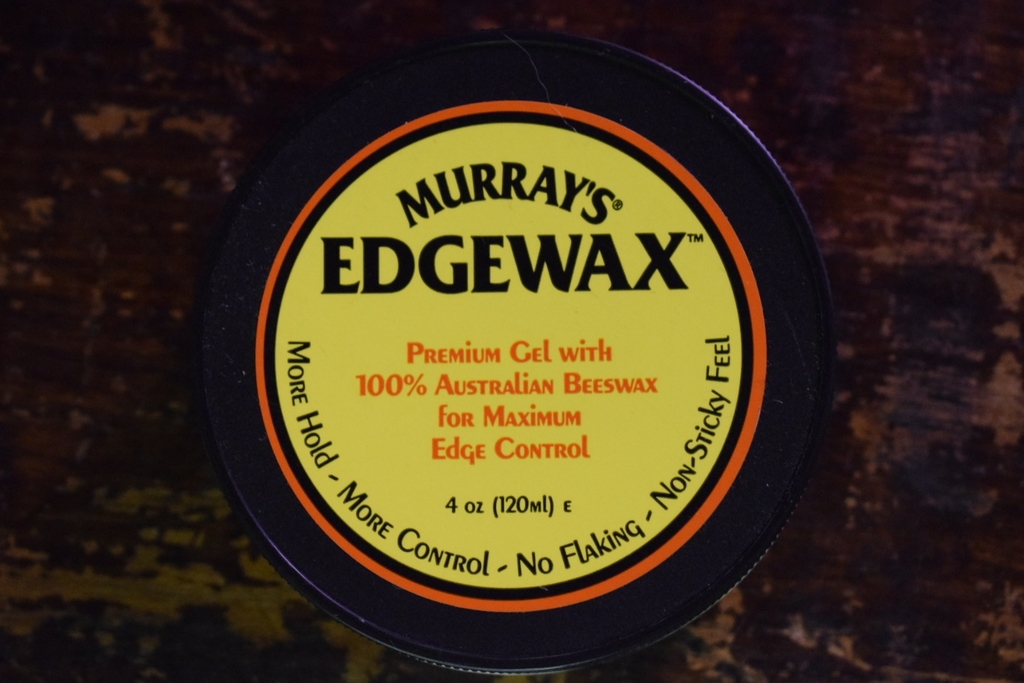 MURRAY'S®
EDGEWAX™
PREMIUM GEL WITH
100% AUSTRALIAN BEESWAX
FOR MAXIMUM
EDGE CONTROL
4 OZ (120ML) E
MORE HOLD - MORE CONTROL - NO FLAKING - NON-STICKY FEEL